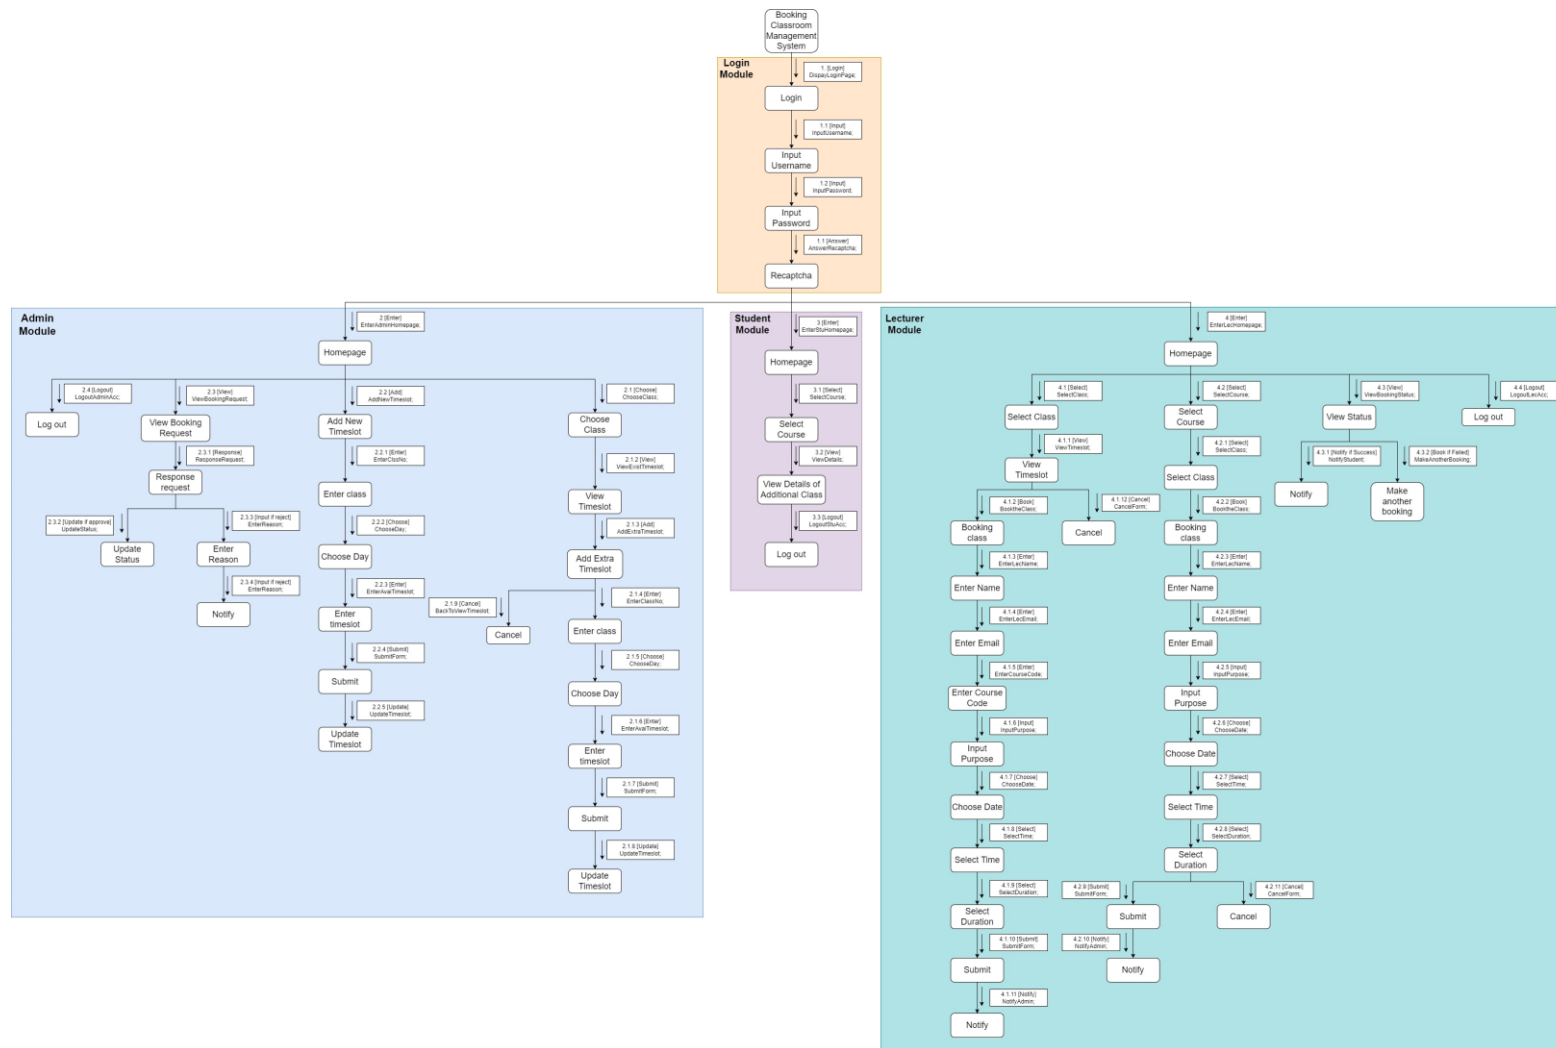 Booking
Classroom
Management
System
Login
Module
1. [Login]
DispayLoginPage;
Login
1.1 [Input]
InputUsername;
Input
Username
1.2 [Input]
InputPassword;
Input
Password
1.1 [Answer]
AnswerRecaptcha;
Recaptcha
Admin
Module
2 [Enter]
EnterAdminHomepage;
Homepage
2.4 [Logout]
LogoutAdminAcc;
Log out
2.3 [View]
ViewBookingRequest;
View Booking
Request
2.3.1 [Response]
ResponseRequest;
Response
request
2.3.2 [Update if approve]
UpdateStatus;
Update
Status
2.3.3 [Input if reject]
EnterReason;
Enter
Reason
2.3.4 [Input if reject]
EnterReason;
Notify
2.2 [Add]
AddNewTimeslot;
Add New
Timeslot
2.2.1 [Enter]
EnterClssNo;
Enter class
2.2.2 [Choose]
ChooseDay;
Choose Day
2.2.3 [Enter]
EnterAvaiTimeslot;
Enter
timeslot
2.2.4 [Submit]
SubmitForm;
Submit
2.2.5 [Update]
UpdateTimeslot;
Update
Timeslot
2.1 [Choose]
ChooseClass;
Choose
Class
2.1.2 [View]
ViewExistTimeslot;
View
Timeslot
2.1.3 [Add]
AddExtraTimeslot;
Add Extra
Timeslot
2.1.9 [Cancel]
BackToViewTimeslot;
Cancel
2.1.4 [Enter]
EnterClassNo;
Enter class
2.1.5 [Choose]
ChooseDay;
Choose Day
2.1.6 [Enter]
EnterAvaiTimeslot;
Enter
timeslot
2.1.7 [Submit]
SubmitForm;
Submit
2.1.8 [Update]
UpdateTimeslot;
Update
Timeslot
Student
Module
3 [Enter]
EnterStuHomepage;
Homepage
3.1 [Select]
SelectCourse;
Select
Course
3.2 [View]
ViewDetails;
View Details of
Additional Class
3.3 [Logout]
LogoutStuAcc;
Log out
Lecturer
Module
4 [Enter]
EnterLecHomepage;
Homepage
4.1 [Select]
SelectClass;
Select Class
4.1.1 [View]
ViewTimeslot;
View
Timeslot
4.1.2 [Book]
BooktheClass;
Booking
class
4.1.12 [Cancel]
CancelForm;
Cancel
4.1.3 [Enter]
EnterLecName;
Enter Name
4.1.4 [Enter]
EnterLecEmail;
Enter Email
4.1.5 [Enter]
EnterCourseCode;
Enter Course
Code
4.1.6 [Input]
InputPurpose;
Input
Purpose
4.1.7 [Choose]
ChooseDate;
Choose Date
4.1.8 [Select]
SelectTime;
Select Time
4.1.9 [Select]
SelectDuration;
Select
Duration
4.1.10 [Submit]
SubmitForm;
Submit
4.1.11 [Notify]
NotifyAdmin;
Notify
4.2 [Select]
SelectCourse;
Select
Course
4.2.1 [Select]
SelectClass;
Select Class
4.2.2 [Book]
BooktheClass;
Booking
class
4.2.3 [Enter]
EnterLecName;
Enter Name
4.2.4 [Enter]
EnterLecEmail;
Enter Email
4.2.5 [Input]
InputPurpose;
Input
Purpose
4.2.6 [Choose]
ChooseDate;
Choose Date
4.2.7 [Select]
SelectTime;
Select Time
4.2.8 [Select]
SelectDuration;
Select
Duration
4.2.9 [Submit]
SubmitForm;
Submit
4.2.10 [Notify]
NotifyAdmin;
Notify
4.2.11 [Cancel]
CancelForm;
Cancel
4.3 [View]
ViewBookingStatus;
View Status
4.3.1 [Notify if Success]
NotifyStudent;
Notify
4.3.2 [Book if Failed]
MakeAnotherBooking;
Make
another
booking
4.4 [Logout]
LogoutLecAcc;
Log out